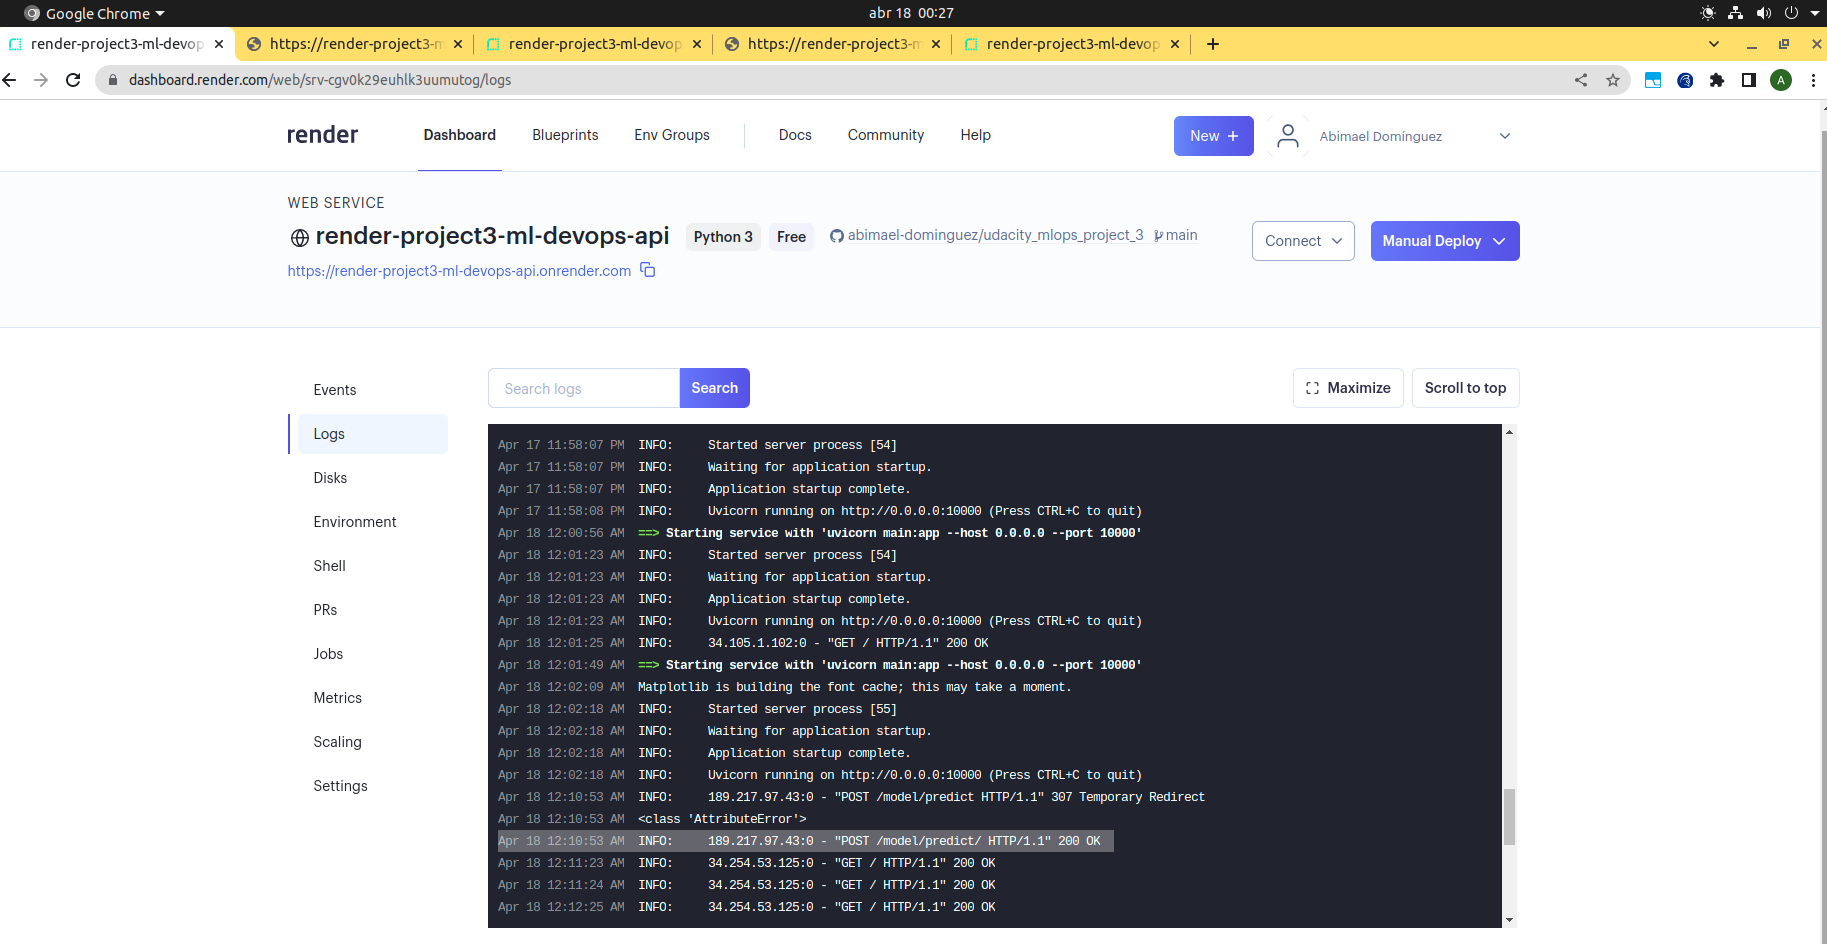 Google Chrome
abr 18 00:27
render-project3-ml-devop
https://render-project3-m
render-project3-ml-devop
https://render-project3-m
render-project3-ml-devop
dashboard.render.com/web/srv-cgv0k29euhlk3uumutog/logs
A
render
Dashboard
Blueprints
Env Groups
Docs
Community
Help
New +
Abimael Domínguez
WEB SERVICE
render-project3-ml-devops-api
Python 3
Free
abimael-dominguez/udacity_mlops_project_3
main
Connect
Manual Deploy
https://render-project3-ml-devops-api.onrender.com
Events
Logs
Disks
Environment
Shell
PRs
Jobs
Metrics
Scaling
Settings
Search logs
Search
Maximize
Scroll to top
Apr 17 11:58:07 PM INFO: Started server process [54]
Apr 17 11:58:07 PM INFO: Waiting for application startup.
Apr 17 11:58:07 PM INFO: Application startup complete.
Apr 17 11:58:08 PM INFO: Uvicorn running on http://0.0.0.0:10000 (Press CTRL+C to quit)
Apr 18 12:00:56 AM ==> Starting service with 'uvicorn main:app --host 0.0.0.0 --port 10000'
Apr 18 12:01:23 AM INFO: Started server process [54]
Apr 18 12:01:23 AM INFO: Waiting for application startup.
Apr 18 12:01:23 AM INFO: Application startup complete.
Apr 18 12:01:23 AM INFO: Uvicorn running on http://0.0.0.0:10000 (Press CTRL+C to quit)
Apr 18 12:01:25 AM INFO: 34.105.1.102:0 - "GET / HTTP/1.1" 200 OK
Apr 18 12:01:49 AM ==> Starting service with 'uvicorn main:app --host 0.0.0.0 --port 10000'
Apr 18 12:02:09 AM Matplotlib is building the font cache; this may take a moment.
Apr 18 12:02:18 AM INFO: Started server process [55]
Apr 18 12:02:18 AM INFO: Waiting for application startup.
Apr 18 12:02:18 AM INFO: Application startup complete.
Apr 18 12:02:18 AM INFO: Uvicorn running on http://0.0.0.0:10000 (Press CTRL+C to quit)
Apr 18 12:10:53 AM INFO: 189.217.97.43:0 - "POST /model/predict HTTP/1.1" 307 Temporary Redirect
Apr 18 12:10:53 AM <class 'AttributeError'>
Apr 18 12:10:53 AM INFO: 189.217.97.43:0 - "POST /model/predict/ HTTP/1.1" 200 OK
Apr 18 12:11:23 AM INFO: 34.254.53.125:0 - "GET / HTTP/1.1" 200 OK
Apr 18 12:11:24 AM INFO: 34.254.53.125:0 - "GET / HTTP/1.1" 200 OK
Apr 18 12:12:25 AM INFO: 34.254.53.125:0 - "GET / HTTP/1.1" 200 OK